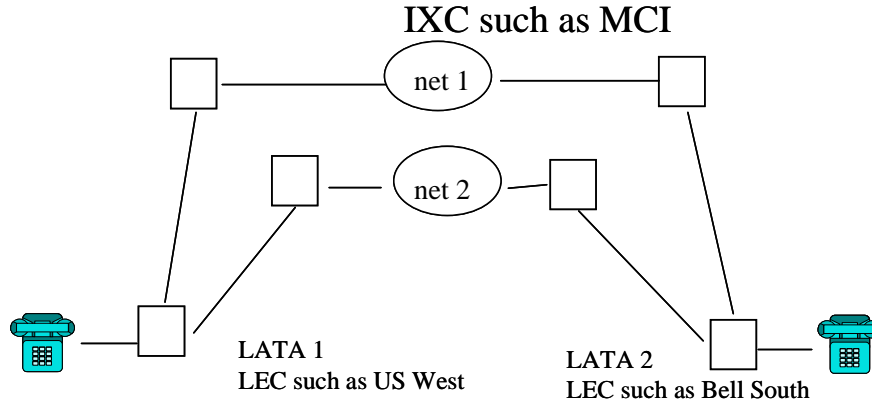 IXC such as MCI
net 1
net 2
LATA 1
LEC such as US West
LATA 2
LEC such as Bell South